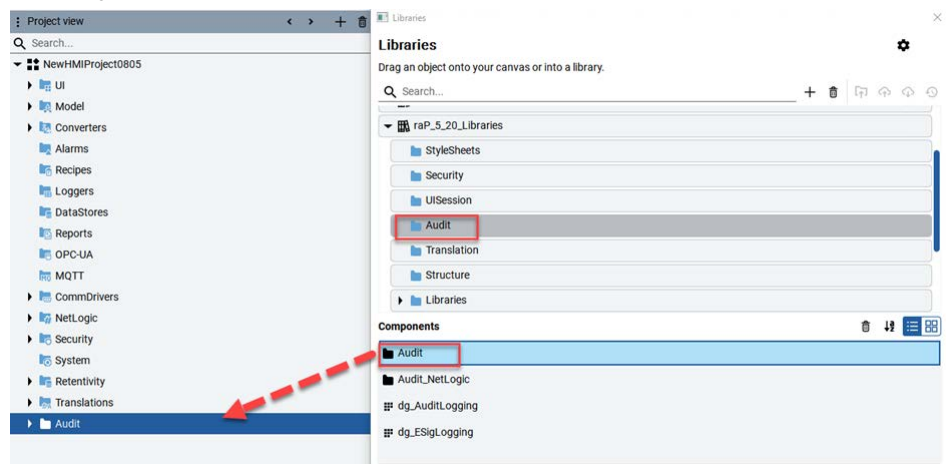 Project view
Search...
NewHMIProject0805
UI
Model
Converters
Alarms
Recipes
Loggers
DataStores
Reports
OPC-UA
MQTT
CommDrivers
NetLogic
Security
System
Retentivity
Translations
Audit
Libraries
Libraries
Drag an object onto your canvas or into a library.
Search...
raP_5_20_Libraries
StyleSheets
Security
UISession
Audit
Translation
Structure
Libraries
Components
Audit
Audit_NetLogic
dg_AuditLogging
dg_ESigLogging